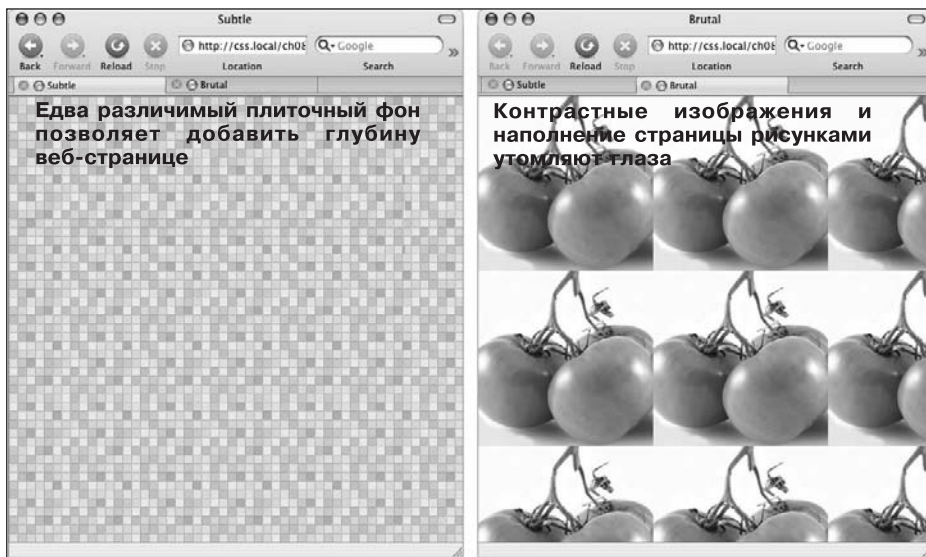 Subtle
http://css.local/ch08
Google
Back Forward Reload Stop Location Search
Subtle Brutal
Едва различимый плиточный фон
позволяет добавить глубину
веб-странице
Brutal
http://css.local/ch08
Google
Back Forward Reload Stop Location Search
Subtle Brutal
Контрастные изображения и
наполнение страницы рисунками
утомляют глаза